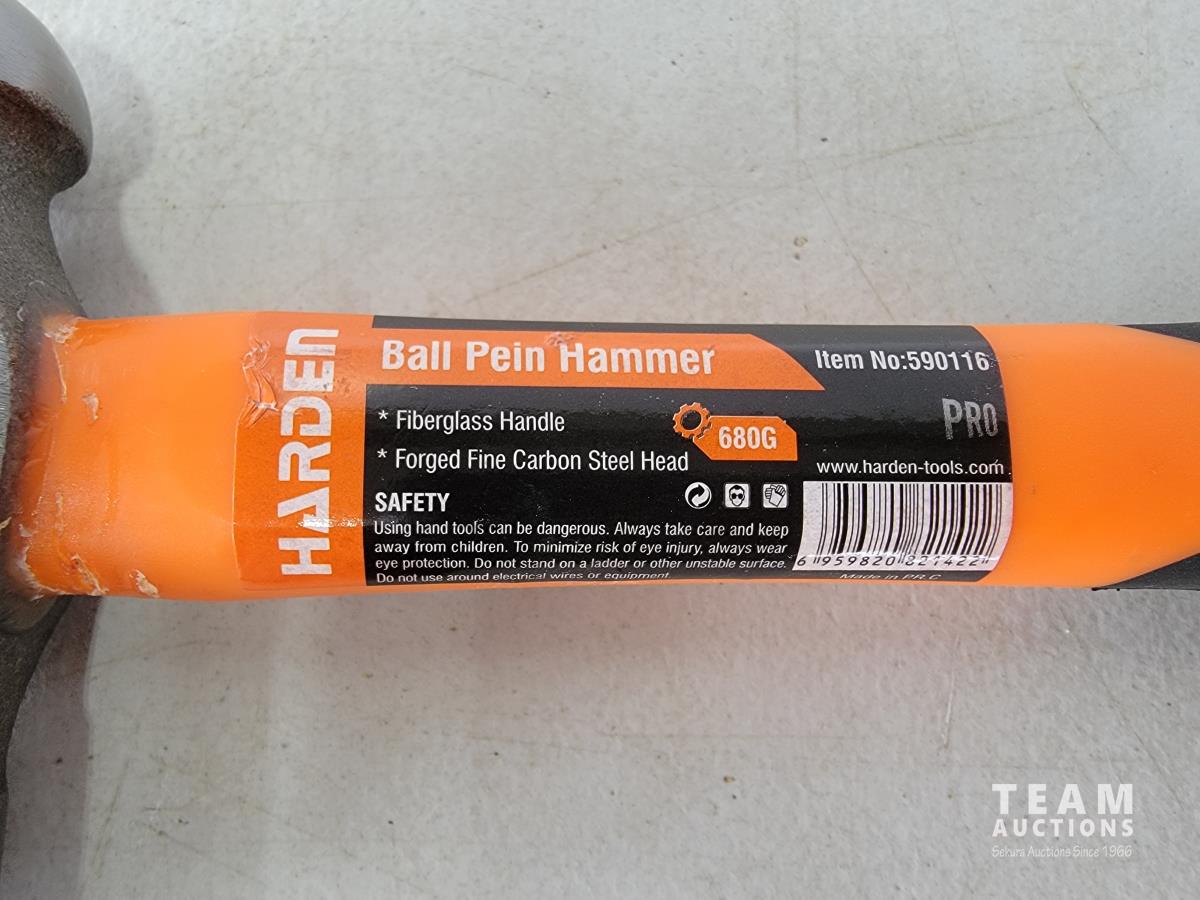 HARDEN
Ball Pein Hammer
Item No:590116
* Fiberglass Handle
680G
PRO
* Forged Fine Carbon Steel Head
www.harden-tools.com
SAFETY
Using hand tools can be dangerous. Always take care and keep
away from children. To minimize risk of eye injury, always wear
eye protection. Do not stand on a ladder or other unstable surface.
Do not use around electrical wires or equipment.
6 959820 821422
Made in P.R.C
TEAM
AUCTIONS
Sekura Auctions Since 1966